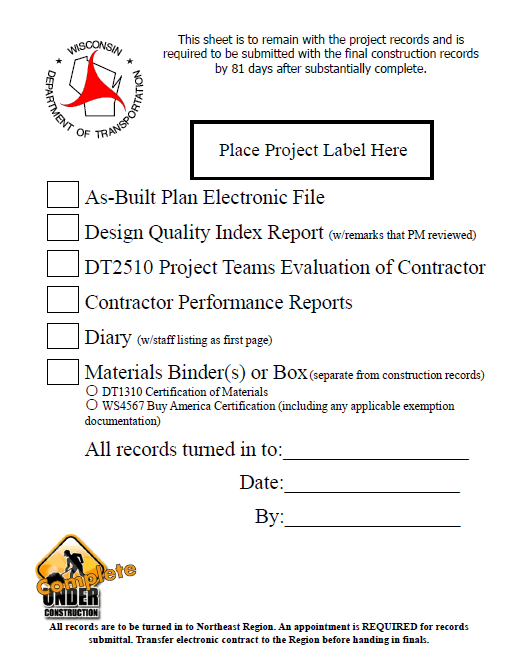 This sheet is to remain with the project records and is
required to be submitted with the final construction records
by 81 days after substantially complete.
WISCONSIN
DEPARTMENT OF TRANSPORTATION
Place Project Label Here
As-Built Plan Electronic File
Design Quality Index Report (w/remarks that PM reviewed)
DT2510 Project Teams Evaluation of Contractor
Contractor Performance Reports
Diary (w/staff listing as first page)
Materials Binder(s) or Box (separate from construction records)
DT1310 Certification of Materials
WS4567 Buy America Certification (including any applicable exemption
documentation)
All records turned in to:__________________
Date:_________________
By:_________________
Complete
UNDER
CONSTRUCTION
All records are to be turned in to Northeast Region. An appointment is REQUIRED for records
submittal. Transfer electronic contract to the Region before handing in finals.